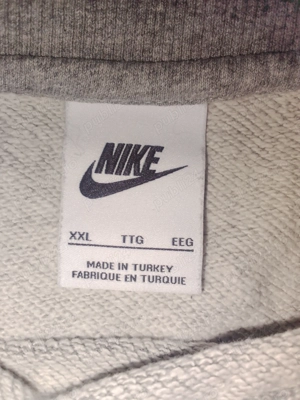 NIKE
XXL TTG EEG
MADE IN TURKEY
FABRIQUE EN TURQUIE